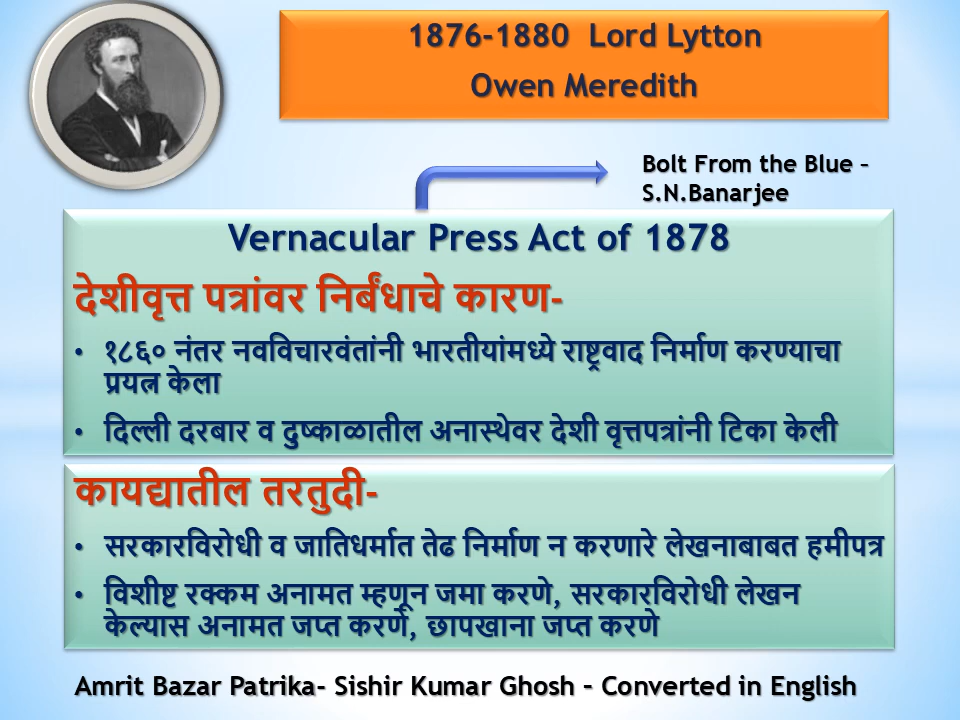 1876-1880 Lord Lytton
Owen Meredith
Bolt From the Blue –
S.N.Banarjee
Vernacular Press Act of 1878
देशीवृत्त पत्रांवर निर्बंधाचे कारण-
• १८६० नंतर नवविचारवंतांनी भारतीयांमध्ये राष्ट्रवाद निर्माण करण्याचा
प्रयत्न केला
• दिल्ली दरबार व दुष्काळातील अनास्थेवर देशी वृत्तपत्रांनी टिका केली
कायद्यातील तरतुदी-
• सरकारविरोधी व जातिधर्मात तेढ निर्माण न करणारे लेखनाबाबत हमीपत्र
• विशीष्ट रक्कम अनामत म्हणून जमा करणे, सरकारविरोधी लेखन
केल्यास अनामत जप्त करणे, छापखाना जप्त करणे
Amrit Bazar Patrika- Sishir Kumar Ghosh – Converted in English